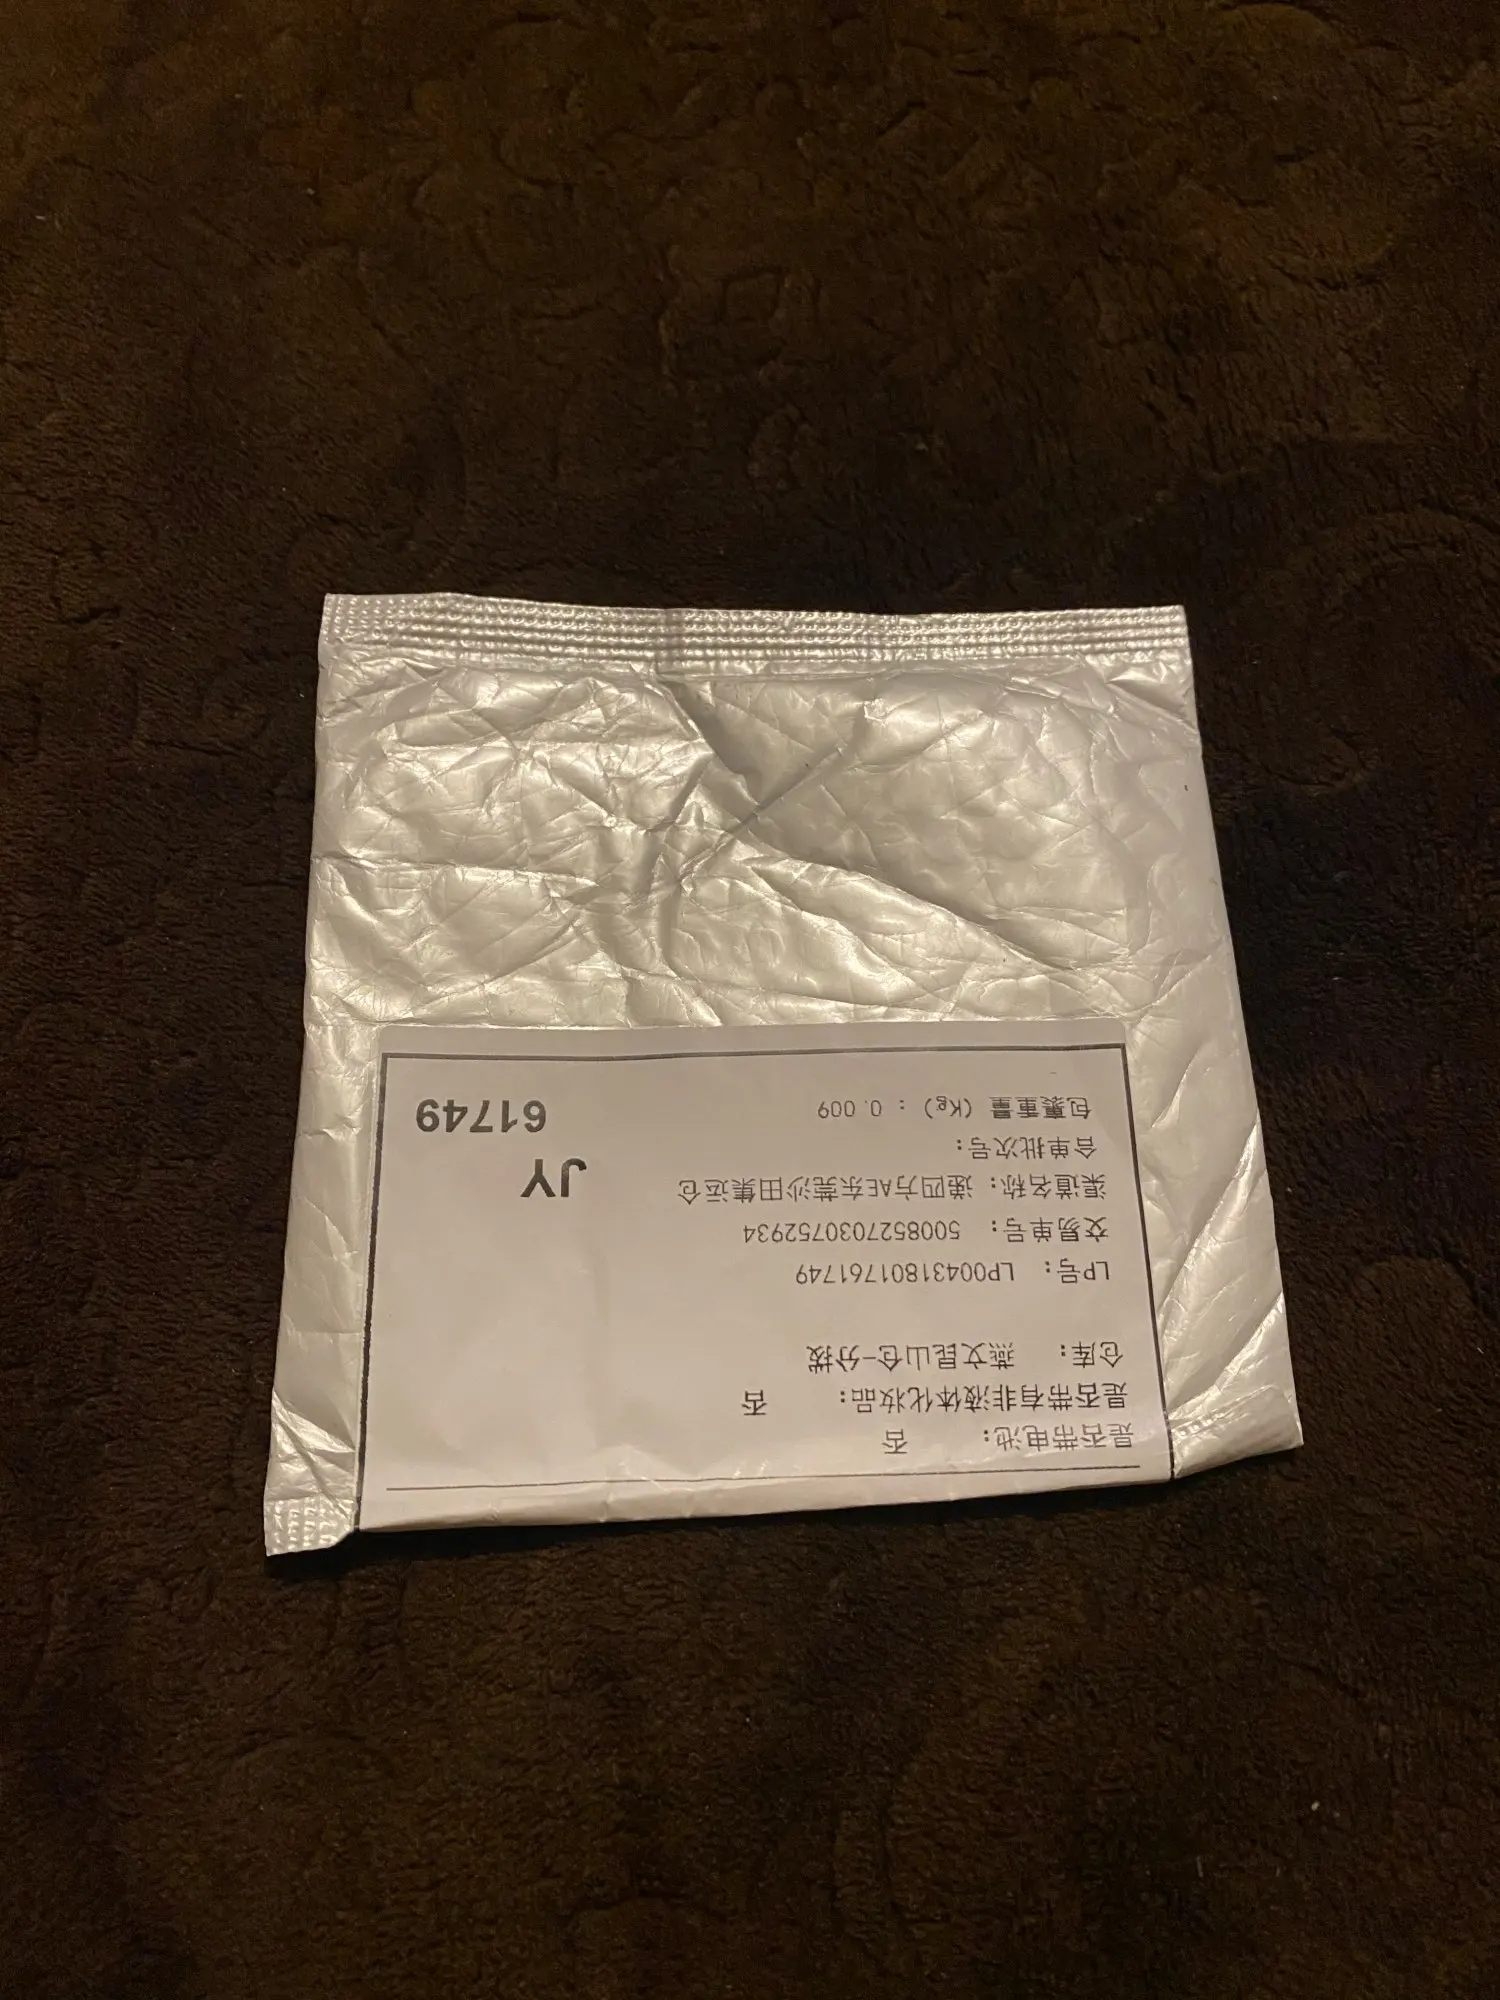 是否带电池: 否
是否带有非液体化妆品: 否
仓库: 燕文昆山仓-分拨
LP号: LP00431801761749
交易单号: 5008527030752934
渠道名称: 递四方AE东莞沙田集运仓
合单批次号:
包裹重量 (Kg) : 0.009
JY
61749